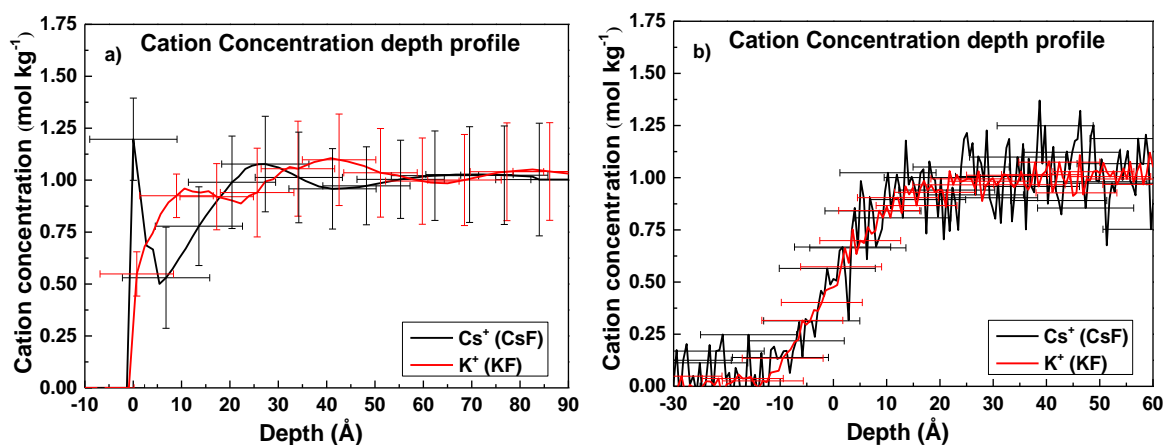 Cation Concentration depth profile
a)
Cation concentration (mol kg-1)
1.75
1.50
1.25
1.00
0.75
0.50
0.25
0.00
Cs+ (CsF)
K+ (KF)
-10 0 10 20 30 40 50 60 70 80 90
Depth (Å)
Cation Concentration depth profile
b)
Cation concentration (mol kg-1)
1.75
1.50
1.25
1.00
0.75
0.50
0.25
0.00
Cs+ (CsF)
K+ (KF)
-30 -20 -10 0 10 20 30 40 50 60
Depth (Å)